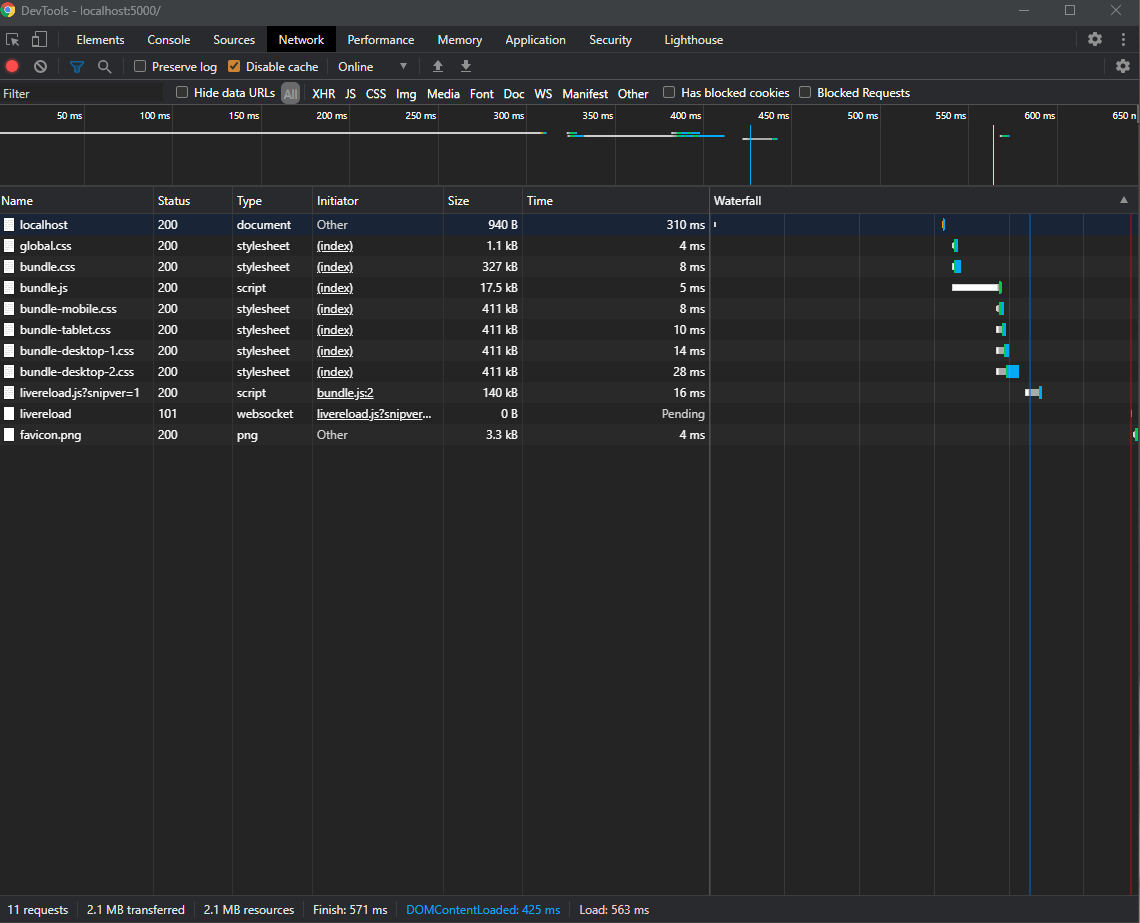 DevTools - localhost:5000/
Elements Console Sources Network Performance Memory Application Security Lighthouse
Preserve log Disable cache Online
Filter Hide data URLs All XHR JS CSS Img Media Font Doc WS Manifest Other Has blocked cookies Blocked Requests
50 ms 100 ms 150 ms 200 ms 250 ms 300 ms 350 ms 400 ms 450 ms 500 ms 550 ms 600 ms 650 n
Name Status Type Initiator Size Time Waterfall
localhost 200 document Other 940 B 310 ms
global.css 200 stylesheet (index) 1.1 kB 4 ms
bundle.css 200 stylesheet (index) 327 kB 8 ms
bundle.js 200 script (index) 17.5 kB 5 ms
bundle-mobile.css 200 stylesheet (index) 411 kB 8 ms
bundle-tablet.css 200 stylesheet (index) 411 kB 10 ms
bundle-desktop-1.css 200 stylesheet (index) 411 kB 14 ms
bundle-desktop-2.css 200 stylesheet (index) 411 kB 28 ms
livereload.js?snipver=1 200 script bundle.js:2 140 kB 16 ms
livereload 101 websocket livereload.js?snipver... 0 B Pending
favicon.png 200 png Other 3.3 kB 4 ms
11 requests 2.1 MB transferred 2.1 MB resources Finish: 571 ms DOMContentLoaded: 425 ms Load: 563 ms